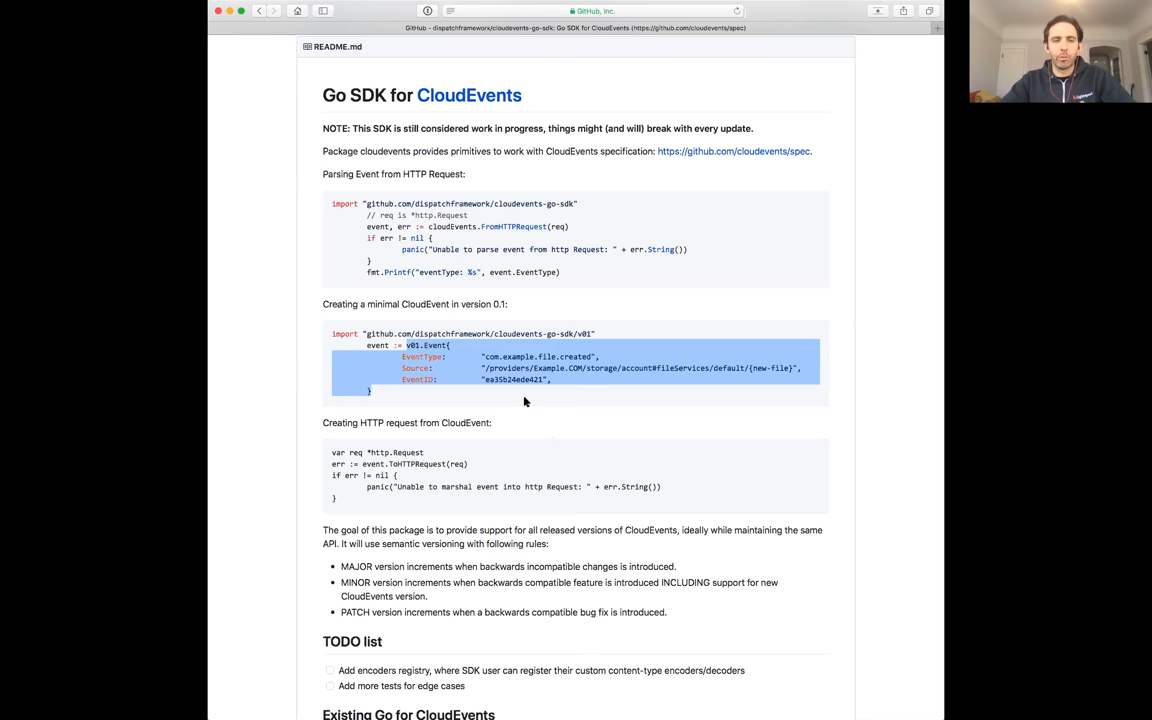 GitHub, Inc.
GitHub - dispatchframework/cloudevents-go-sdk: Go SDK for CloudEvents (https://github.com/cloudevents/spec)
README.md
Go SDK for CloudEvents
NOTE: This SDK is still considered work in progress, things might (and will) break with every update.
Package cloudevents provides primitives to work with CloudEvents specification: https://github.com/cloudevents/spec.
Parsing Event from HTTP Request:
import "github.com/dispatchframework/cloudevents-go-sdk"
// req is *http.Request
event, err := cloudEvents.FromHTTPRequest(req)
if err != nil {
panic("Unable to parse event from http Request: " + err.String())
}
fmt.Printf("eventType: %s", event.EventType)
Creating a minimal CloudEvent in version 0.1:
import "github.com/dispatchframework/cloudevents-go-sdk/v01"
event := v01.Event{
EventType: "com.example.file.created",
Source: "/providers/Example.COM/storage/account#fileServices/default/{new-file}",
EventID: "ea35b24ede421",
}
Creating HTTP request from CloudEvent:
var req *http.Request
err := event.ToHTTPRequest(req)
if err != nil {
panic("Unable to marshal event into http Request: " + err.String())
}
The goal of this package is to provide support for all released versions of CloudEvents, ideally while maintaining the same
API. It will use semantic versioning with following rules:
• MAJOR version increments when backwards incompatible changes is introduced.
• MINOR version increments when backwards compatible feature is introduced INCLUDING support for new
CloudEvents version.
• PATCH version increments when a backwards compatible bug fix is introduced.
TODO list
Add encoders registry, where SDK user can register their custom content-type encoders/decoders
Add more tests for edge cases
Existing Go for CloudEvents